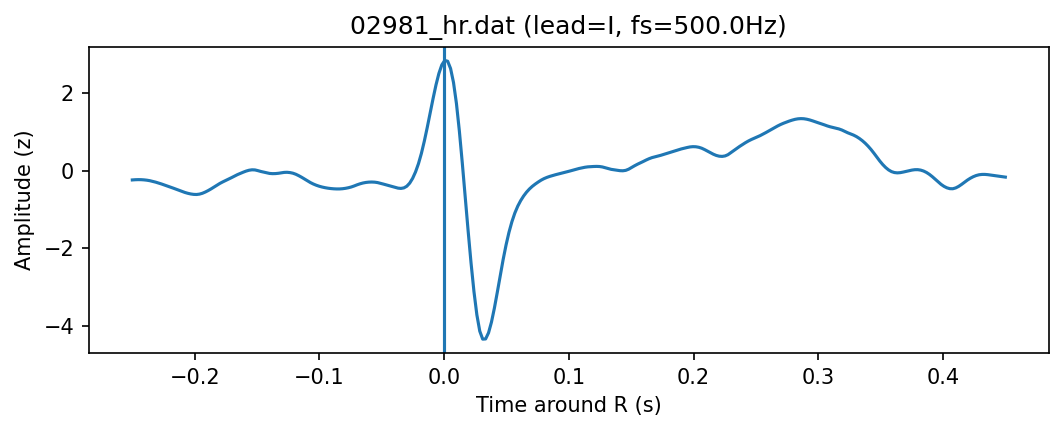 02981_hr.dat (lead=I, fs=500.0Hz)
Amplitude (z)
2
0
−2
−4
−0.2 −0.1 0.0 0.1 0.2 0.3 0.4
Time around R (s)